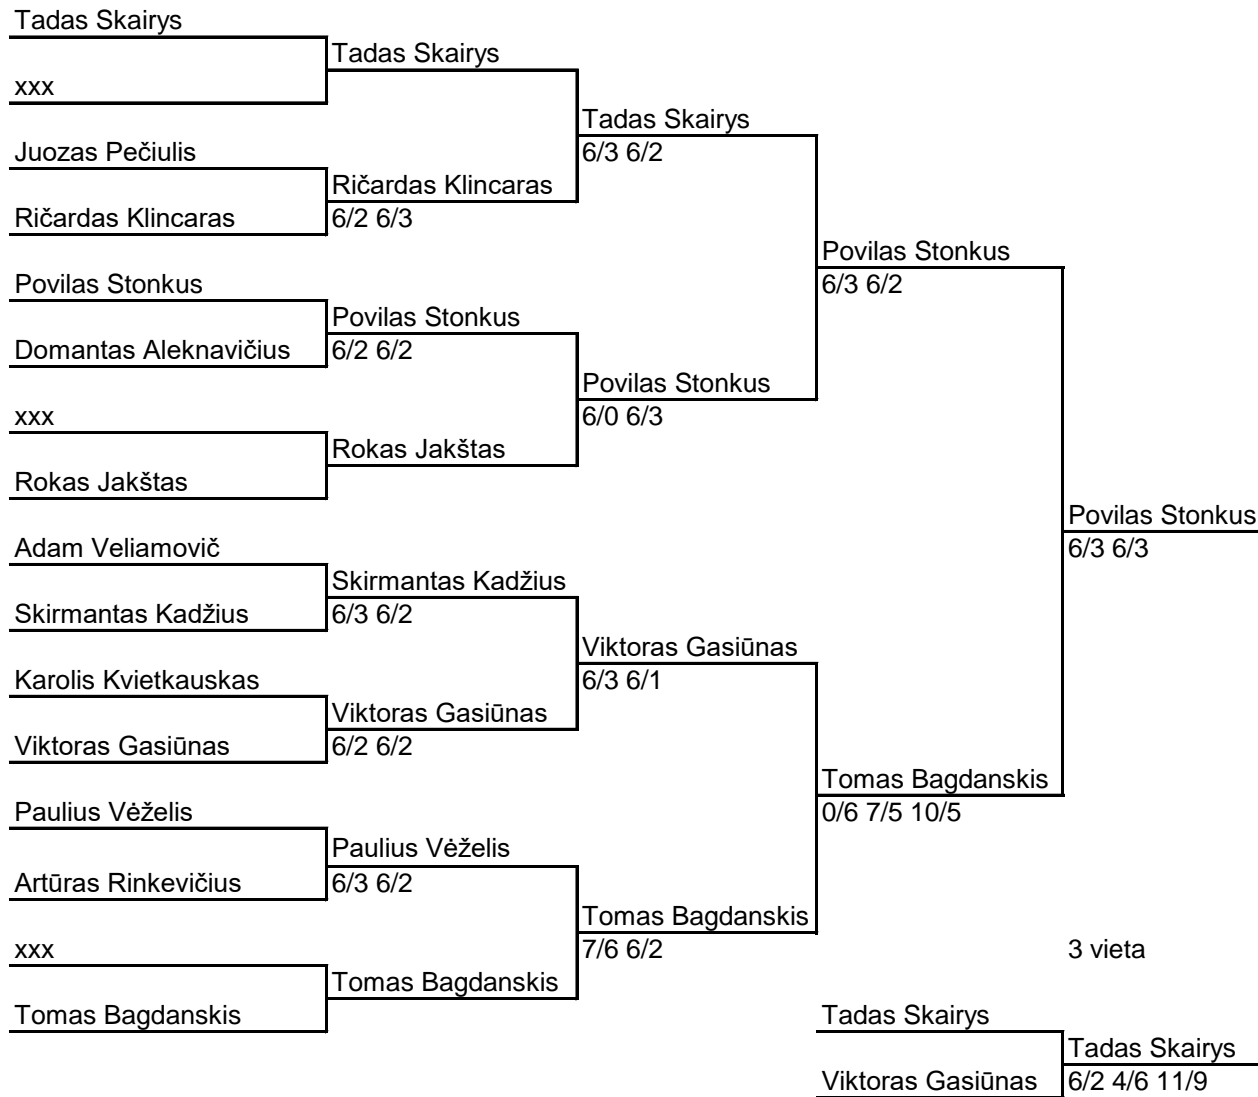 Tadas Skairys
Tadas Skairys
xxx
Tadas Skairys
6/3 6/2
Juozas Pečiulis
Ričardas Klincaras
Ričardas Klincaras
6/2 6/3
Povilas Stonkus
6/3 6/2
Povilas Stonkus
Povilas Stonkus
Domantas Aleknavičius
6/2 6/2
Povilas Stonkus
6/0 6/3
xxx
Rokas Jakštas
Rokas Jakštas
Povilas Stonkus
6/3 6/3
Adam Veliamovič
Skirmantas Kadžius
Skirmantas Kadžius
6/3 6/2
Viktoras Gasiūnas
6/3 6/1
Karolis Kvietkauskas
Viktoras Gasiūnas
Viktoras Gasiūnas
6/2 6/2
Tomas Bagdanskis
0/6 7/5 10/5
Paulius Vėželis
Paulius Vėželis
Artūras Rinkevičius
6/3 6/2
Tomas Bagdanskis
7/6 6/2
xxx
3 vieta
Tomas Bagdanskis
Tomas Bagdanskis
Tadas Skairys
Tadas Skairys
Viktoras Gasiūnas
6/2 4/6 11/9